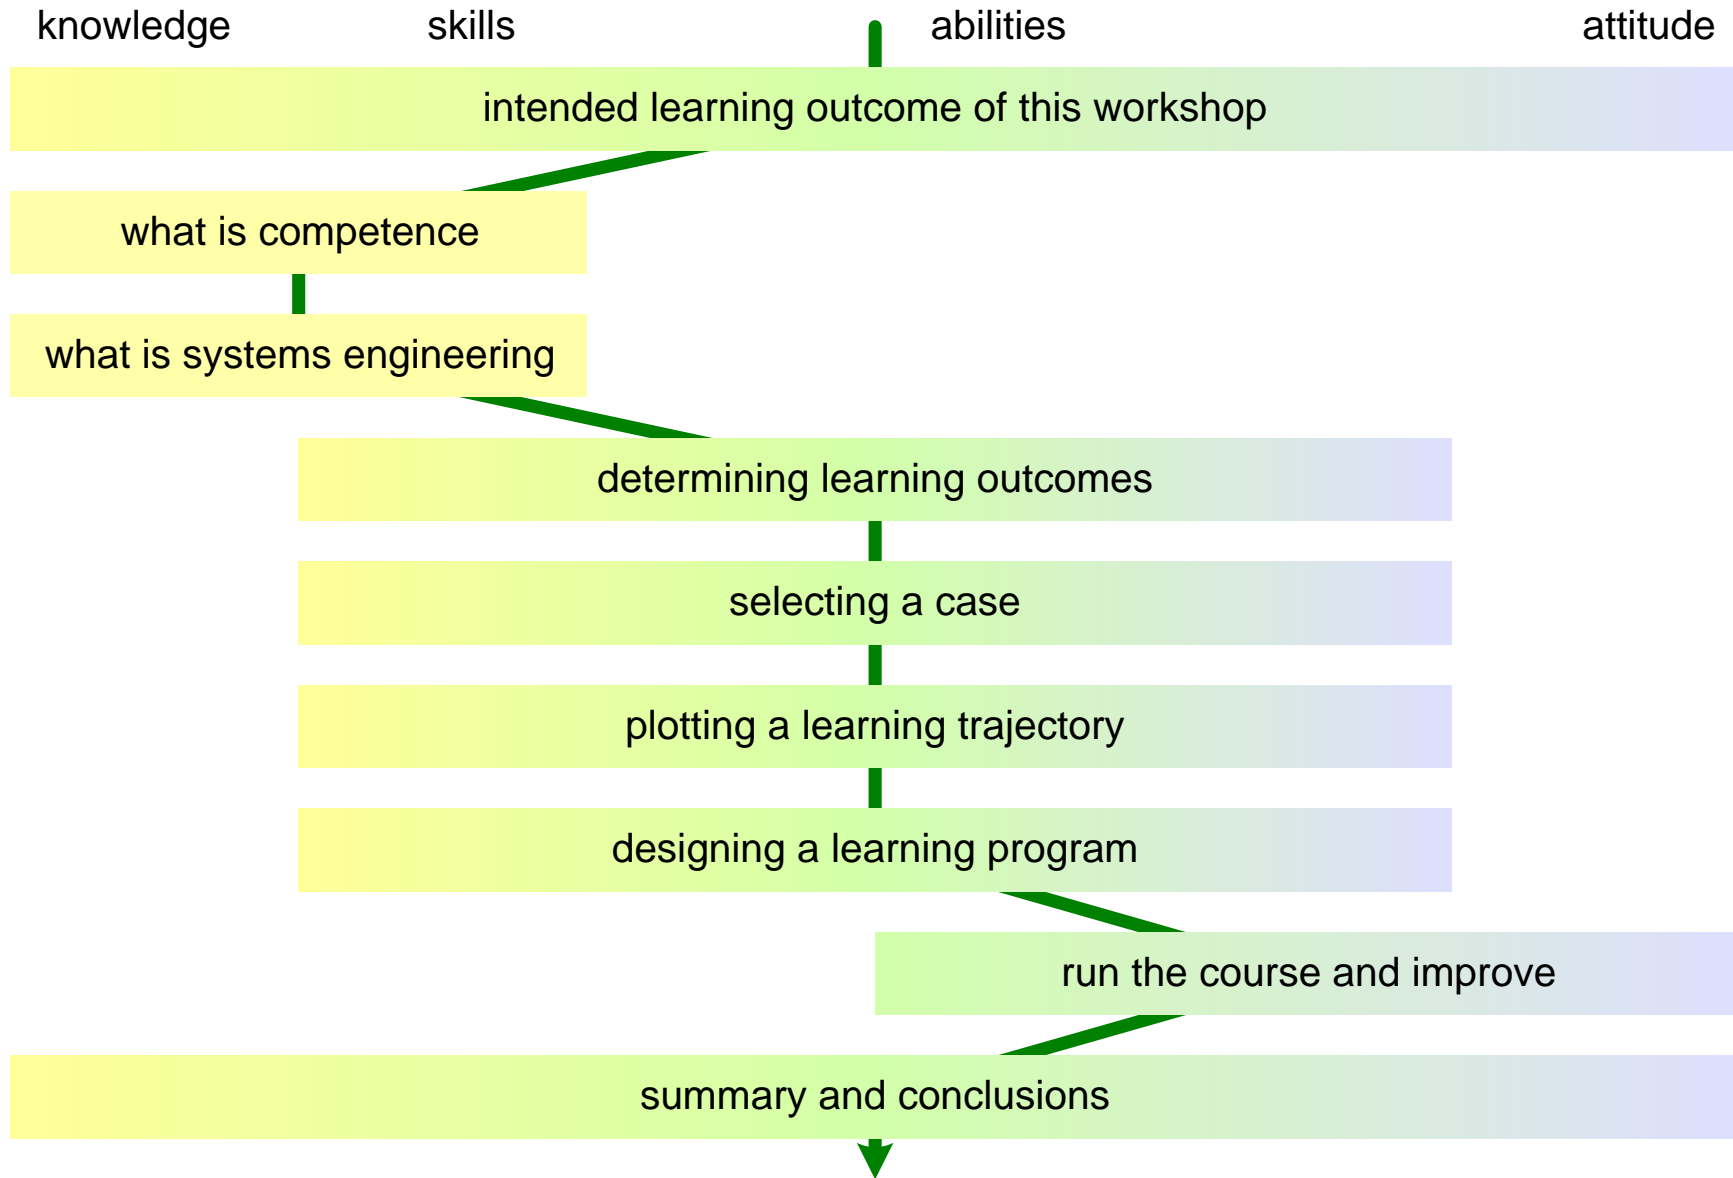 knowledge skills abilities attitude
intended learning outcome of this workshop
what is competence
what is systems engineering
determining learning outcomes
selecting a case
plotting a learning trajectory
designing a learning program
run the course and improve
summary and conclusions